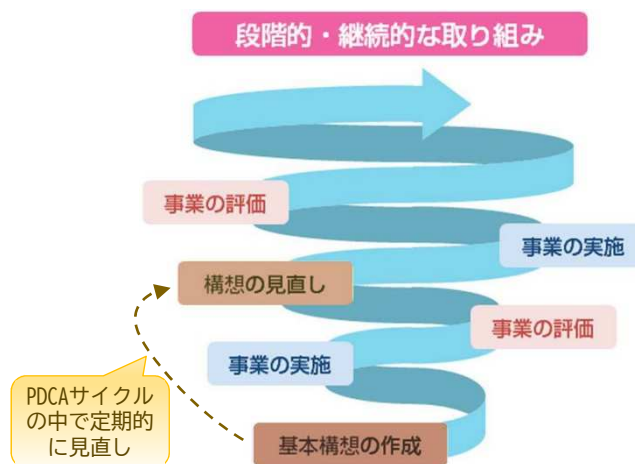 段階的・継続的な取り組み
事業の評価
事業の実施
構想の見直し
事業の評価
事業の実施
PDCAサイクル
の中で定期的
に見直し
基本構想の作成